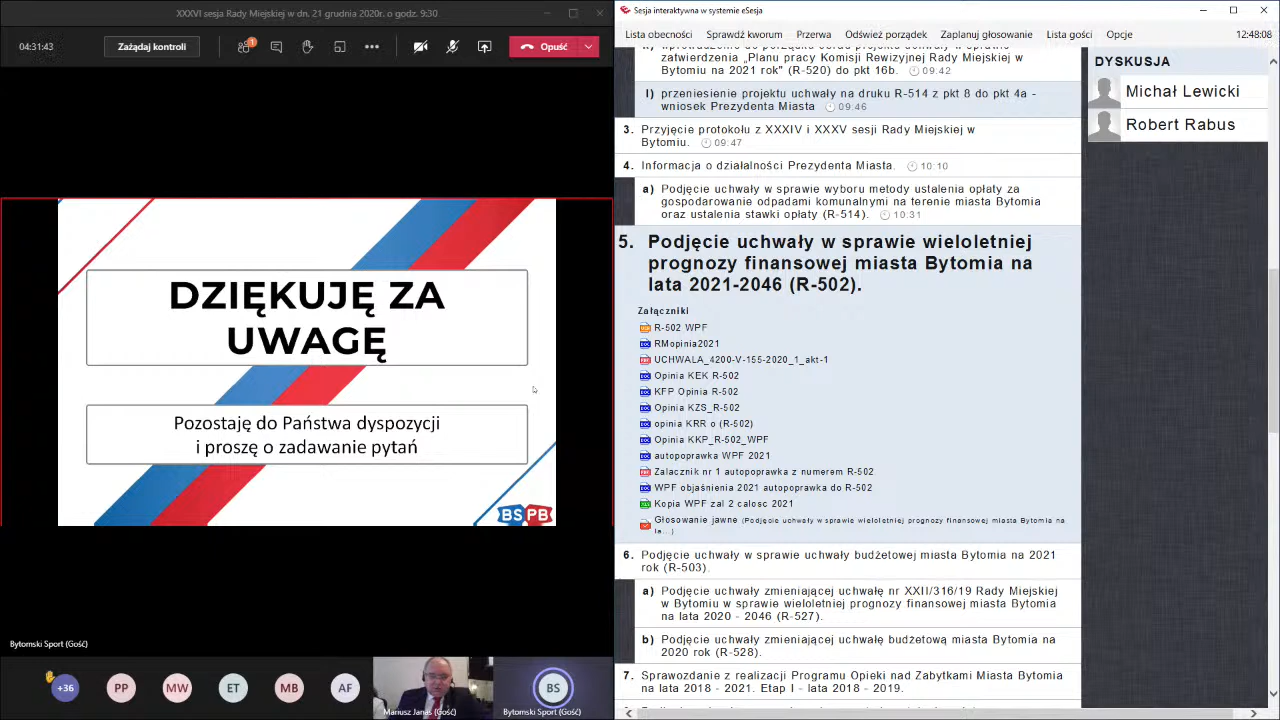 XXXVI sesja Rady Miejskiej w dn. 21 grudnia 2020r. o godz. 9:30
04:31:43
Zażądaj kontroli
1
Opuść
DZIĘKUJĘ ZA
UWAGĘ
Pozostaję do Państwa dyspozycji
i proszę o zadawanie pytań
BSPB
Bytomski Sport (Gość)
+36
PP
MW
ET
MB
AF
Mariusz Janas (Gość)
BS
Bytomski Sport (Gość)
Sesja interaktywna w systemie eSesja
Lista obecności
Sprawdź kworum
Przerwa
Odśwież porządek
Zaplanuj głosowanie
Lista gości
Opcje
12:48:08
zatwierdzenia „Planu pracy Komisji Rewizyjnej Rady Miejskiej w
Bytomiu na 2021 rok" (R-520) do pkt 16b. 09:42
l) przeniesienie projektu uchwały na druku R-514 z pkt 8 do pkt 4a -
wniosek Prezydenta Miasta 09:46
3. Przyjęcie protokołu z XXXIV i XXXV sesji Rady Miejskiej w
Bytomiu. 09:47
4. Informacja o działalności Prezydenta Miasta. 10:10
a) Podjęcie uchwały w sprawie wyboru metody ustalenia opłaty za
gospodarowanie odpadami komunalnymi na terenie miasta Bytomia
oraz ustalenia stawki opłaty (R-514). 10:31
5. Podjęcie uchwały w sprawie wieloletniej
prognozy finansowej miasta Bytomia na
lata 2021-2046 (R-502).
Załączniki
R-502 WPF
RMopinia2021
UCHWALA_4200-V-155-2020_1_akt-1
Opinia KEK R-502
KFP Opinia R-502
Opinia KZS_R-502
opinia KRR o (R-502)
Opinia KKP_R-502_WPF
autopoprawka WPF 2021
Zalacznik nr 1 autopoprawka z numerem R-502
WPF objaśnienia 2021 autopoprawka do R-502
Kopia WPF zal 2 calosc 2021
Głosowanie jawne (Podjęcie uchwały w sprawie wieloletniej prognozy finansowej miasta Bytomia na
la...)
6. Podjęcie uchwały w sprawie uchwały budżetowej miasta Bytomia na 2021
rok (R-503).
a) Podjęcie uchwały zmieniającej uchwałę nr XXII/316/19 Rady Miejskiej
w Bytomiu w sprawie wieloletniej prognozy finansowej miasta Bytomia
na lata 2020 - 2046 (R-527).
b) Podjęcie uchwały zmieniającej uchwałę budżetową miasta Bytomia na
2020 rok (R-528).
7. Sprawozdanie z realizacji Programu Opieki nad Zabytkami Miasta Bytomia
na lata 2018 - 2021. Etap I – lata 2018 - 2019.
DYSKUSJA
Michał Lewicki
Robert Rabus